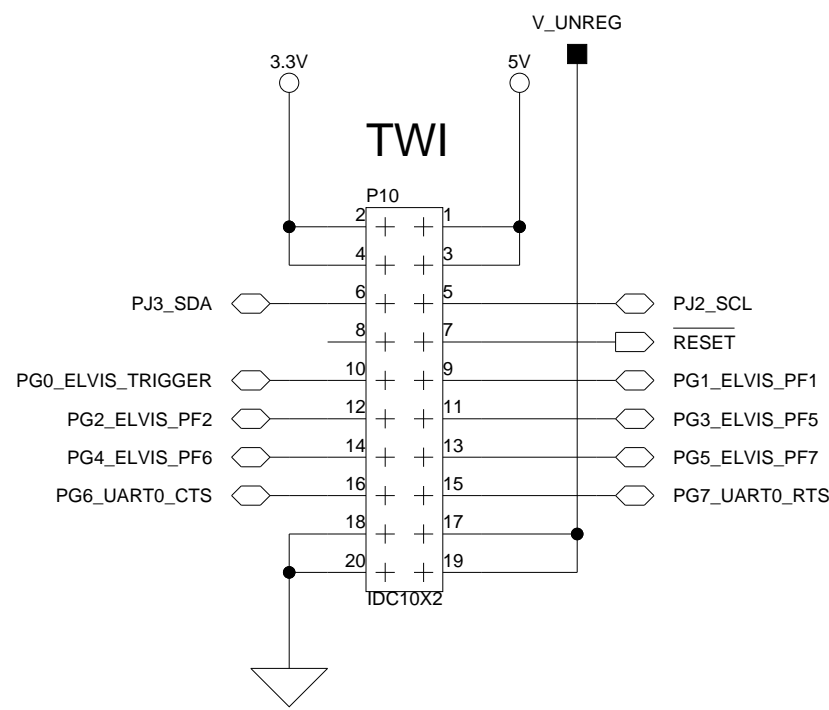 V_UNREG
3.3V 5V
TWI
P10
2 1
4 3
PJ3_SDA 6 5 PJ2_SCL
8 7 RESET
PG0_ELVIS_TRIGGER 10 9 PG1_ELVIS_PF1
PG2_ELVIS_PF2 12 11 PG3_ELVIS_PF5
PG4_ELVIS_PF6 14 13 PG5_ELVIS_PF7
PG6_UART0_CTS 16 15 PG7_UART0_RTS
18 17
20 19
IDC10X2